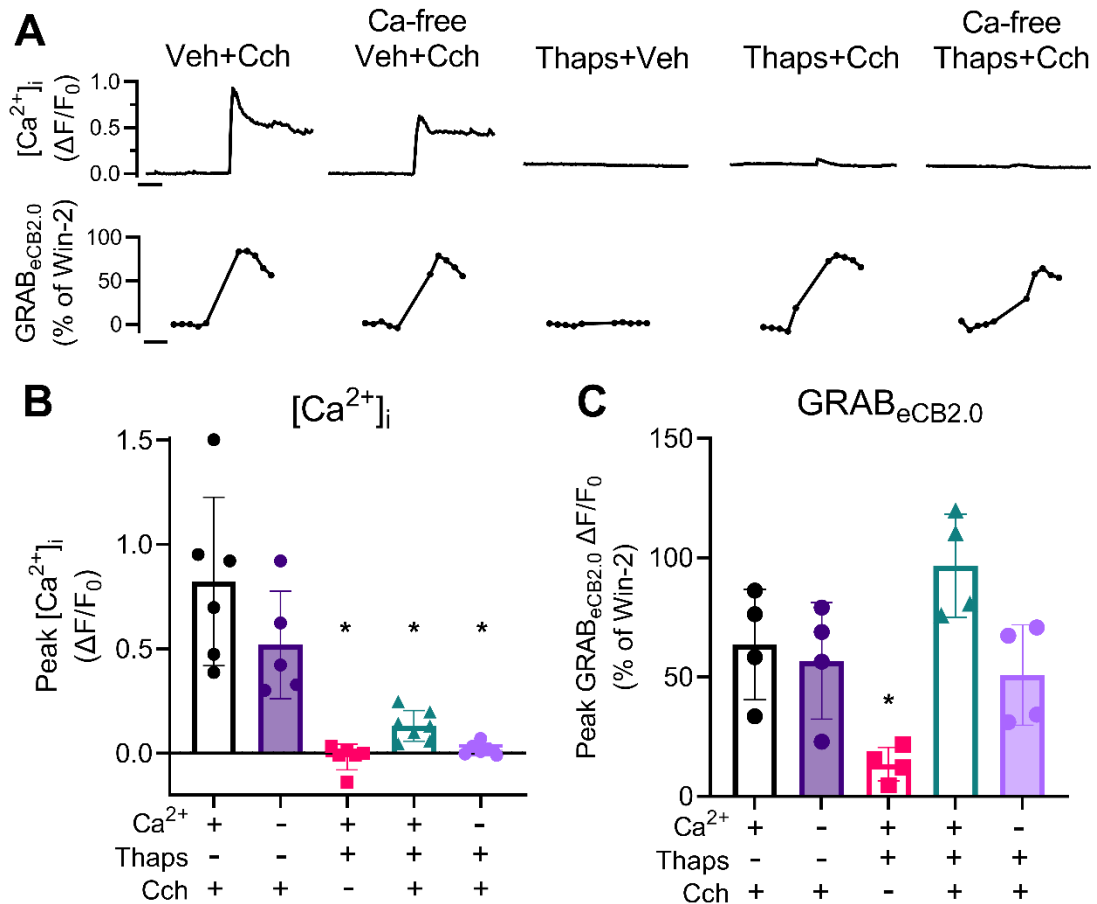 A
Veh+Cch
Ca-free
Veh+Cch
Thaps+Veh
Thaps+Cch
Ca-free
Thaps+Cch
[Ca²⁺]ᵢ
(ΔF/F₀)
1.0
0.5
0.0
GRAB_eCB2.0
(% of Win-2)
100
50
0
B
[Ca²⁺]ᵢ
Peak [Ca²⁺]ᵢ
(ΔF/F₀)
1.5
1.0
0.5
0.0
* * *
Ca²⁺ + - + + -
Thaps - - + + +
Cch + + - + +
C
GRAB_eCB2.0
Peak GRAB_eCB2.0 ΔF/F₀
(% of Win-2)
150
100
50
0
*
Ca²⁺ + - + + -
Thaps - - + + +
Cch + + - + +